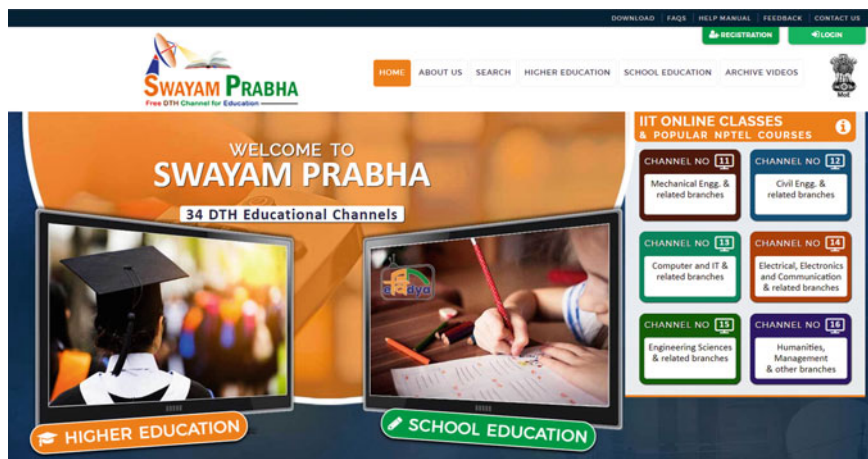 DOWNLOAD FAQS HELP MANUAL FEEDBACK CONTACT US
REGISTRATION LOGIN
SWAYAM PRABHA
Free DTH Channel for Education
HOME ABOUT US SEARCH HIGHER EDUCATION SCHOOL EDUCATION ARCHIVE VIDEOS
MoE
WELCOME TO
SWAYAM PRABHA
34 DTH Educational Channels
HIGHER EDUCATION
SCHOOL EDUCATION
IIT ONLINE CLASSES
& POPULAR NPTEL COURSES
CHANNEL NO 11
Mechanical Engg. &
related branches
CHANNEL NO 12
Civil Engg. &
related branches
CHANNEL NO 13
Computer and IT &
related branches
CHANNEL NO 14
Electrical, Electronics
and Communication
& related branches
CHANNEL NO 15
Engineering Sciences
& related branches
CHANNEL NO 16
Humanities,
Management
& other branches